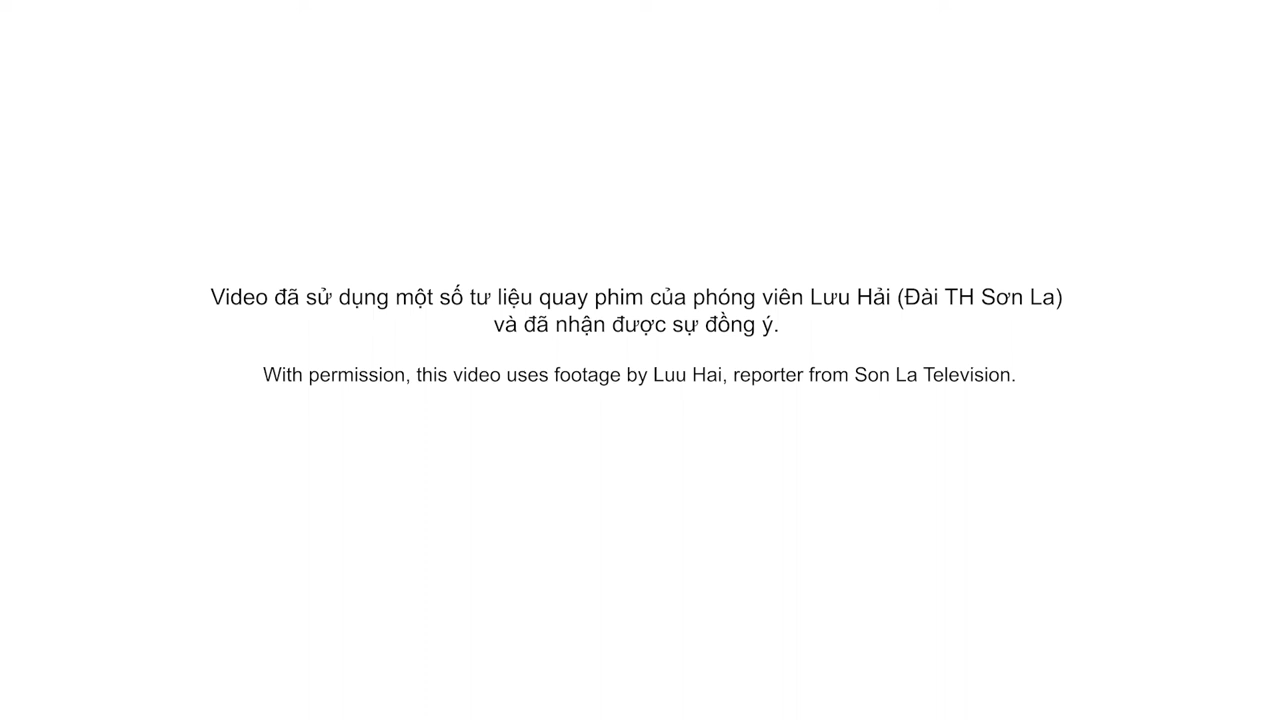 Video đã sử dụng một số tư liệu quay phim của phóng viên Lưu Hải (Đài TH Sơn La)
và đã nhận được sự đồng ý.
With permission, this video uses footage by Luu Hai, reporter from Son La Television.